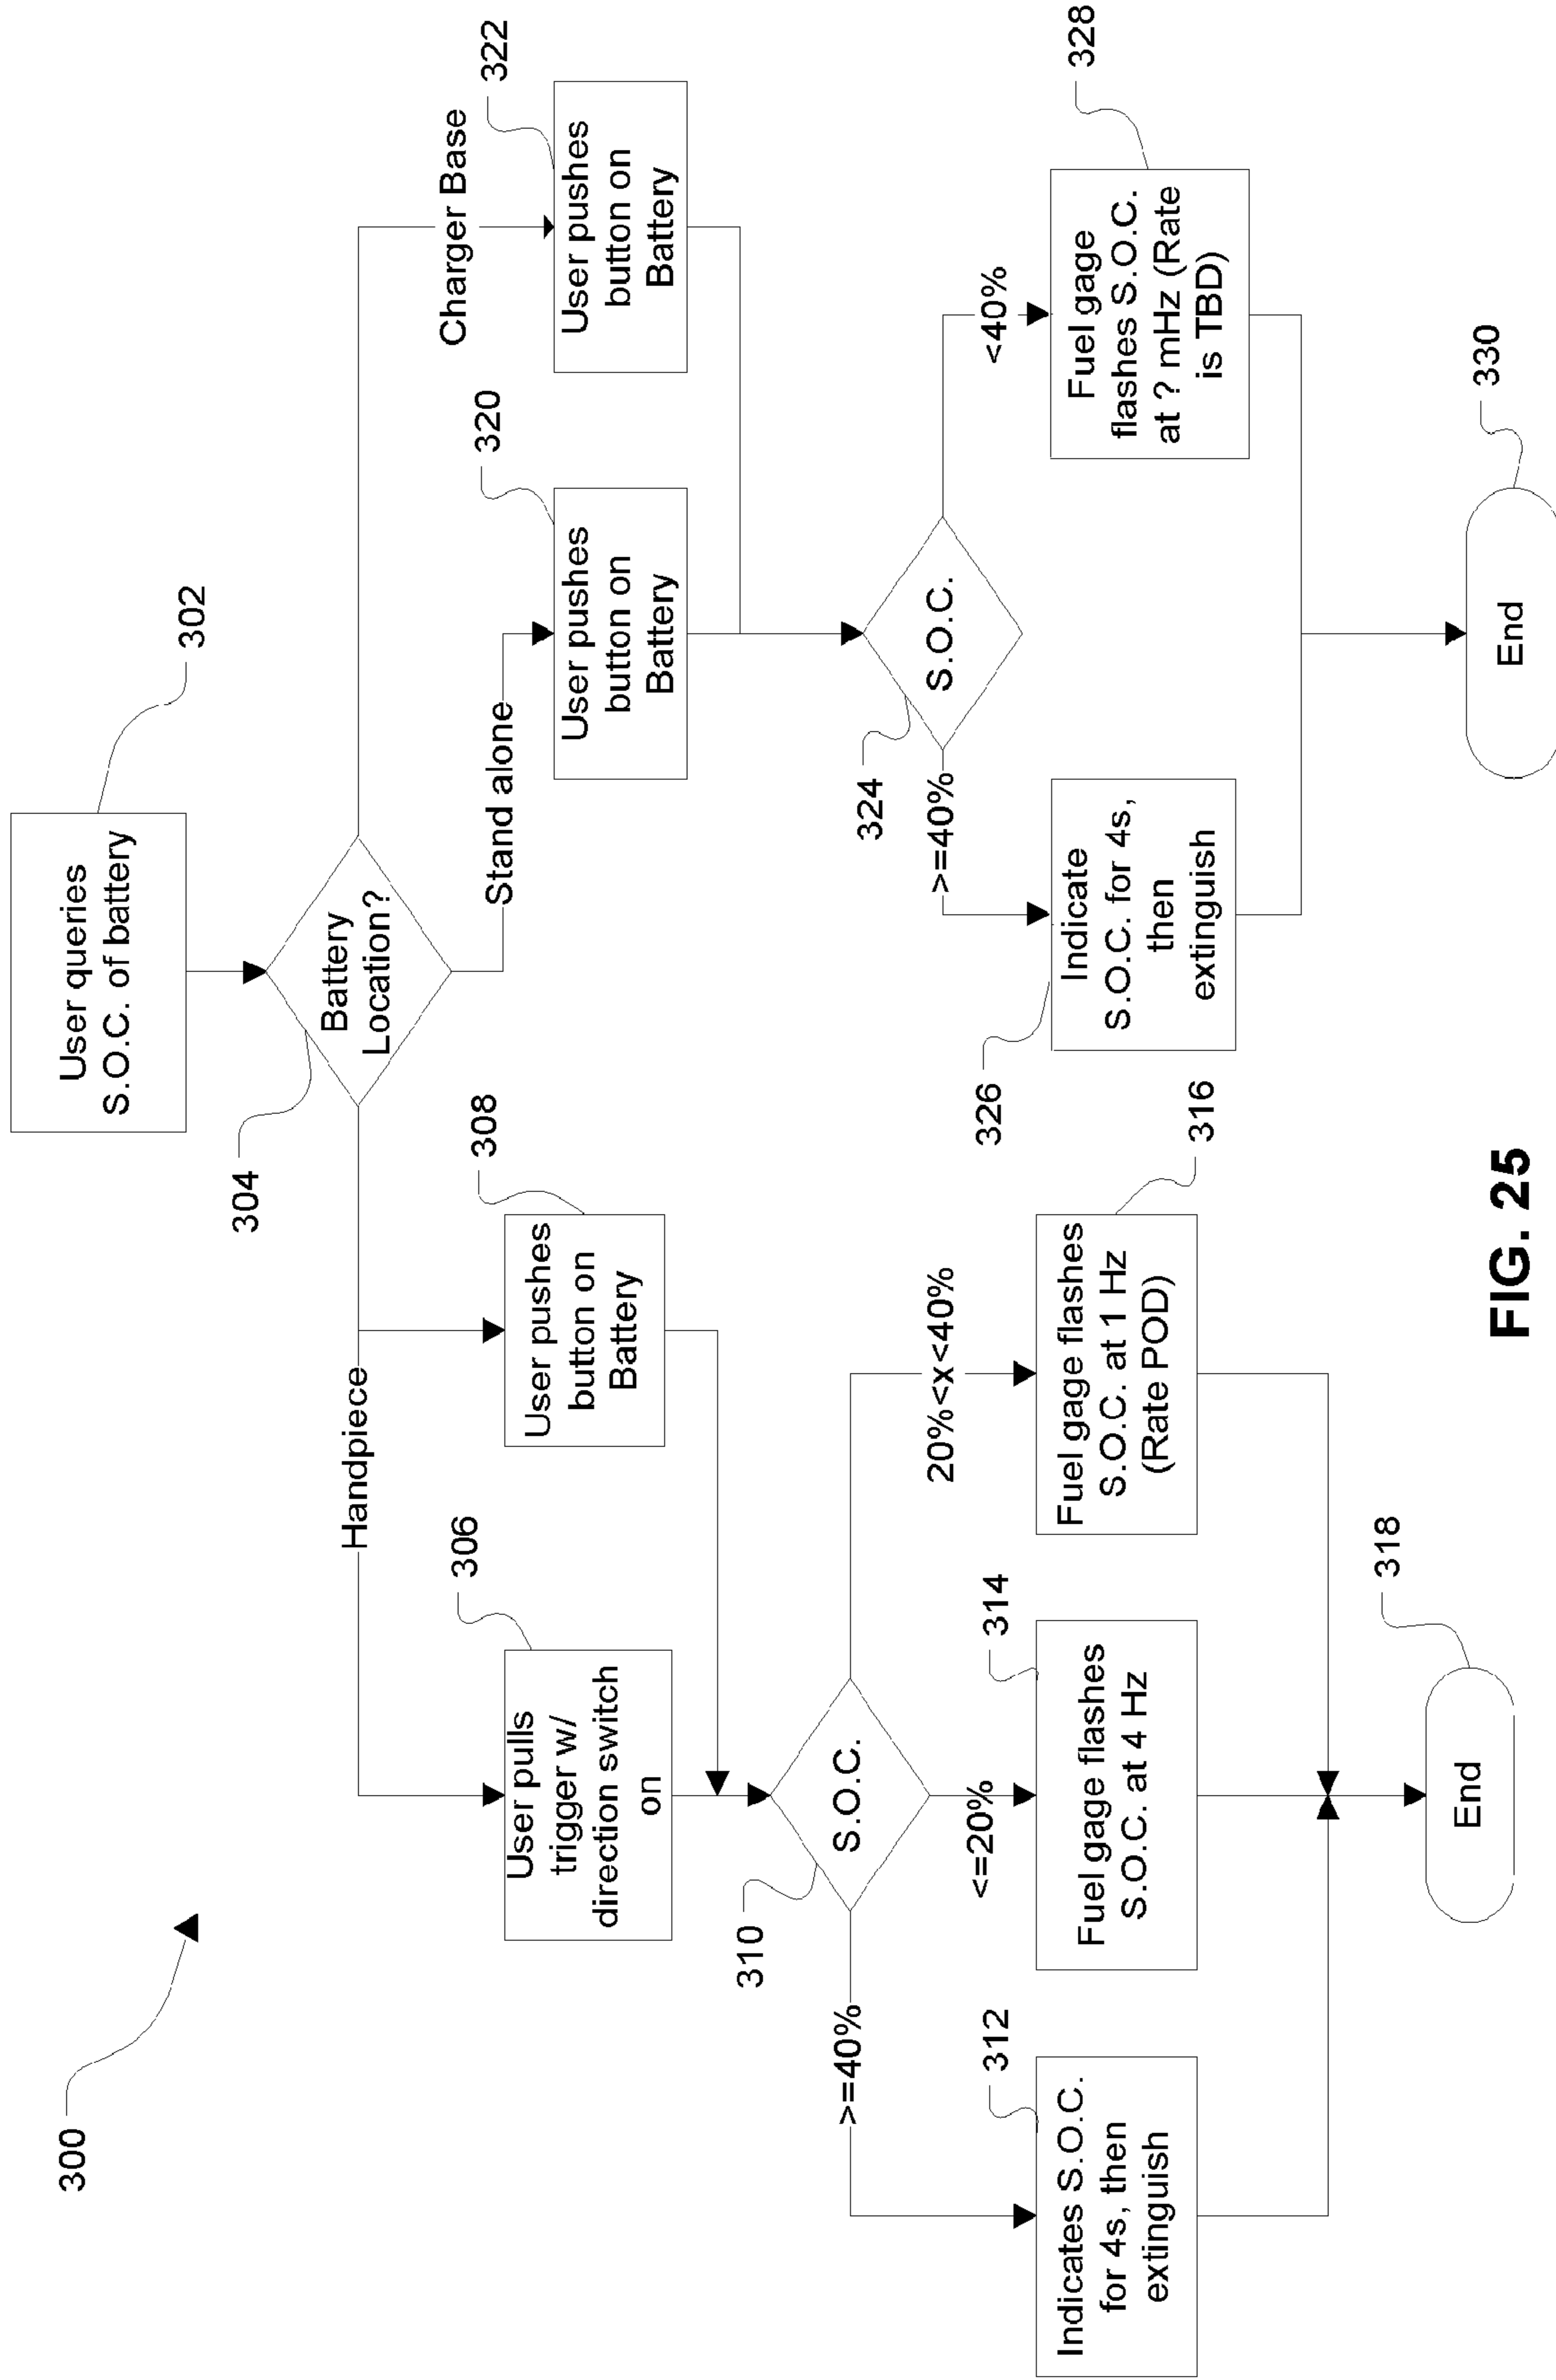 300
User queries
S.O.C. of battery
302
Battery
Location?
304
Handpiece
Stand alone
Charger Base
User pulls
trigger w/
direction switch
on
306
User pushes
button on
Battery
308
User pushes
button on
Battery
320
User pushes
button on
Battery
322
S.O.C.
310
>=40%
<=20%
20%<x<40%
Indicates S.O.C.
for 4s, then
extinguish
312
Fuel gage flashes
S.O.C. at 4 Hz
314
Fuel gage flashes
S.O.C. at 1 Hz
(Rate POD)
316
End
318
S.O.C.
324
>=40%
<40%
Indicate
S.O.C. for 4s,
then
extinguish
326
Fuel gage
flashes S.O.C.
at ? mHz (Rate
is TBD)
328
End
330
FIG. 25